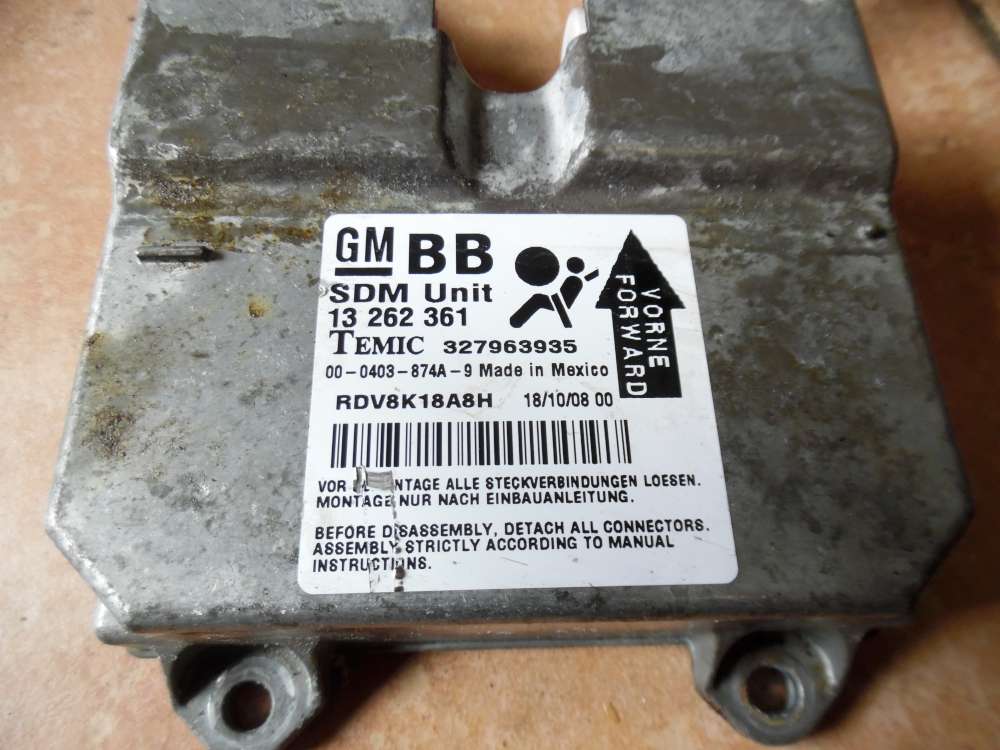 GM BB
SDM Unit
13 262 361
TEMIC 327963935
00-0403-874A-9 Made in Mexico
RDV8K18A8H 18/10/08 00
VORNE
FORWARD
VOR ALLE STECKVERBINDUNGEN LOESEN.
MONTAGE NUR NACH EINBAUANLEITUNG.
BEFORE DISASSEMBLY, DETACH ALL CONNECTORS.
ASSEMBLY STRICTLY ACCORDING TO MANUAL
INSTRUCTIONS.